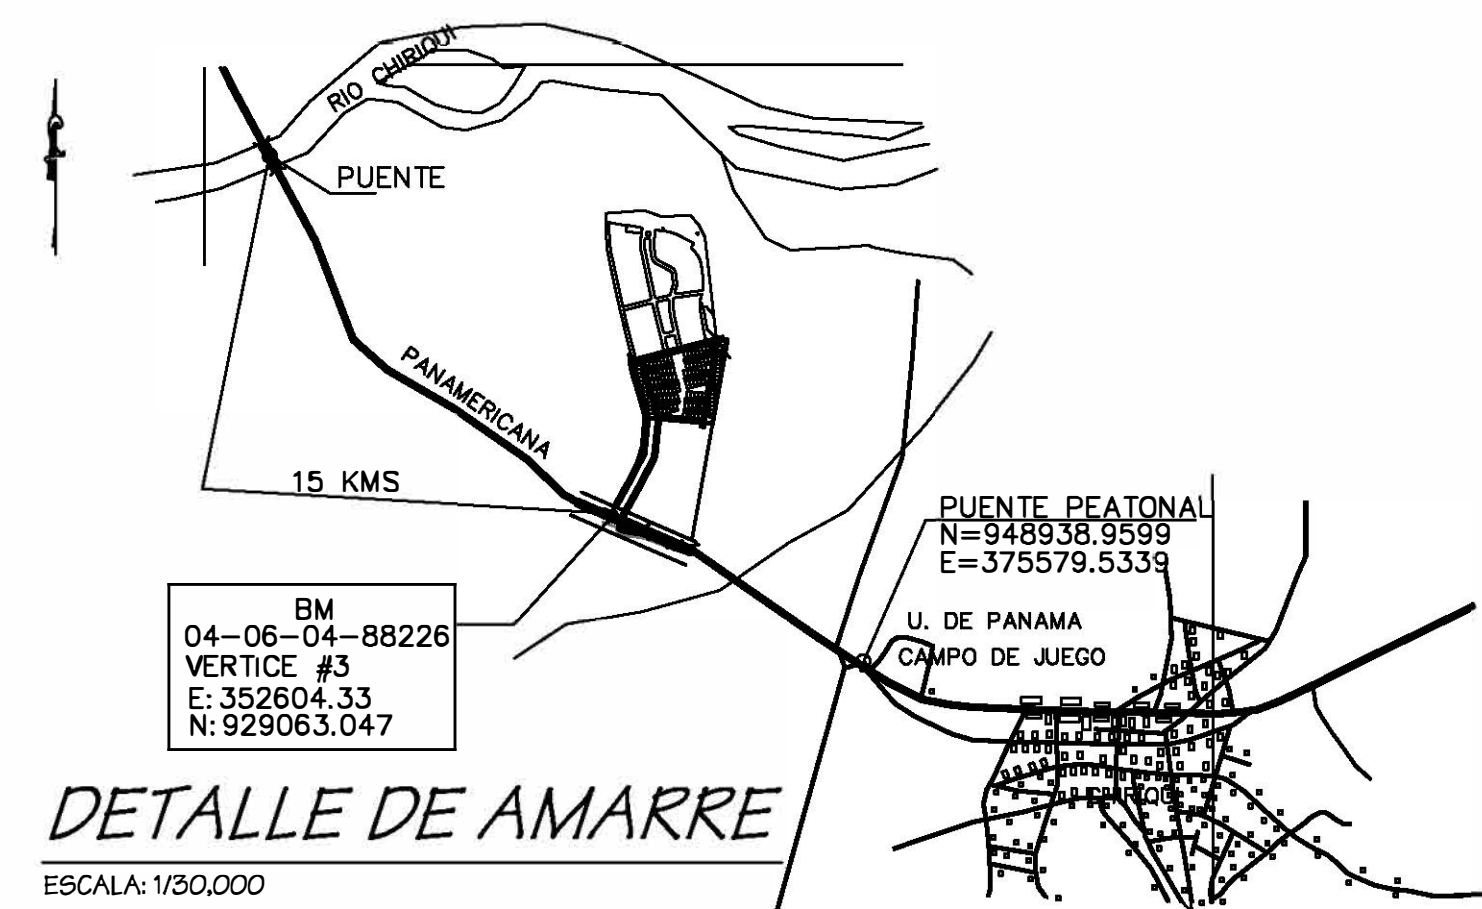 RIO CHIRIQUI
PUENTE
PANAMERICANA
15 KMS
PUENTE PEATONAL
N=948938.9599
E=375579.5339
BM
04-06-04-88226
VERTICE #3
E: 352604.33
N: 929063.047
U. DE PANAMA
CAMPO DE JUEGO
CHIRIQUI
DETALLE DE AMARRE
ESCALA: 1/30,000